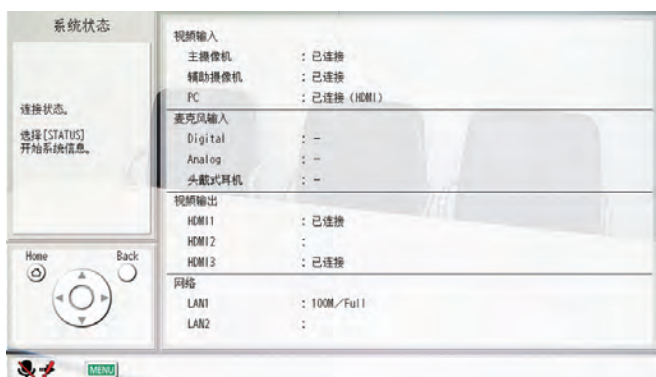 系统状态
连接状态。
选择[STATUS]
开始系统信息。
Home Back
视频输入
主摄像机 : 已连接
辅助摄像机 : 已连接
PC : 已连接 (HDMI)
麦克风输入
Digital : -
Analog : -
头戴式耳机 : -
视频输出
HDMI1 : 已连接
HDMI2 :
HDMI3 : 已连接
网络
LAN1 : 100M/Full
LAN2 :
MENU